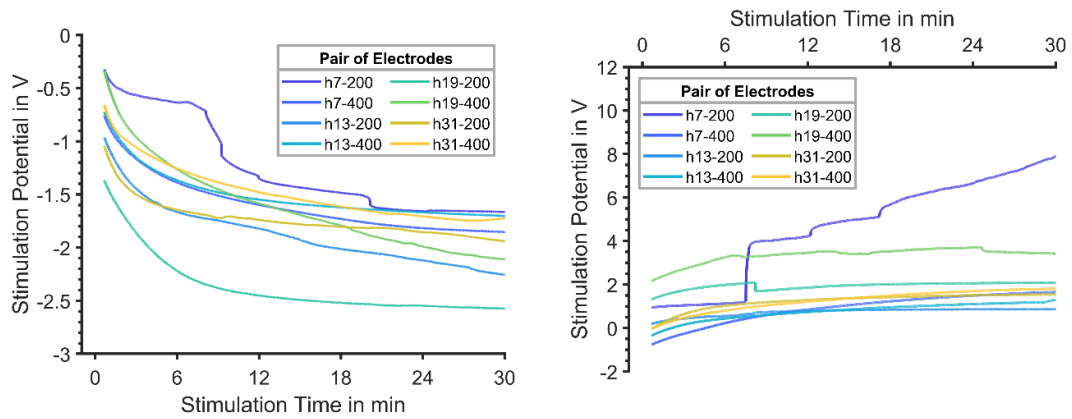 0
-0.5
-1
-1.5
-2
-2.5
-3
Stimulation Potential in V
Pair of Electrodes
h7-200 h19-200
h7-400 h19-400
h13-200 h31-200
h13-400 h31-400
0 6 12 18 24 30
Stimulation Time in min
Stimulation Time in min
0 6 12 18 24 30
12
10
8
6
4
2
0
-2
Stimulation Potential in V
Pair of Electrodes
h7-200 h19-200
h7-400 h19-400
h13-200 h31-200
h13-400 h31-400